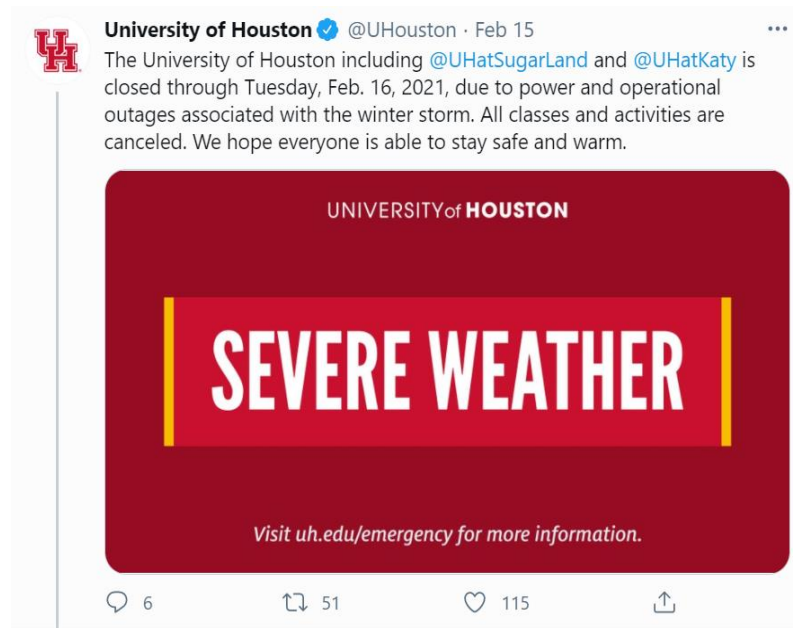 University of Houston @UHouston · Feb 15
The University of Houston including @UHatSugarLand and @UHatKaty is
closed through Tuesday, Feb. 16, 2021, due to power and operational
outages associated with the winter storm. All classes and activities are
canceled. We hope everyone is able to stay safe and warm.
UNIVERSITY of HOUSTON
SEVERE WEATHER
Visit uh.edu/emergency for more information.
6 51 115